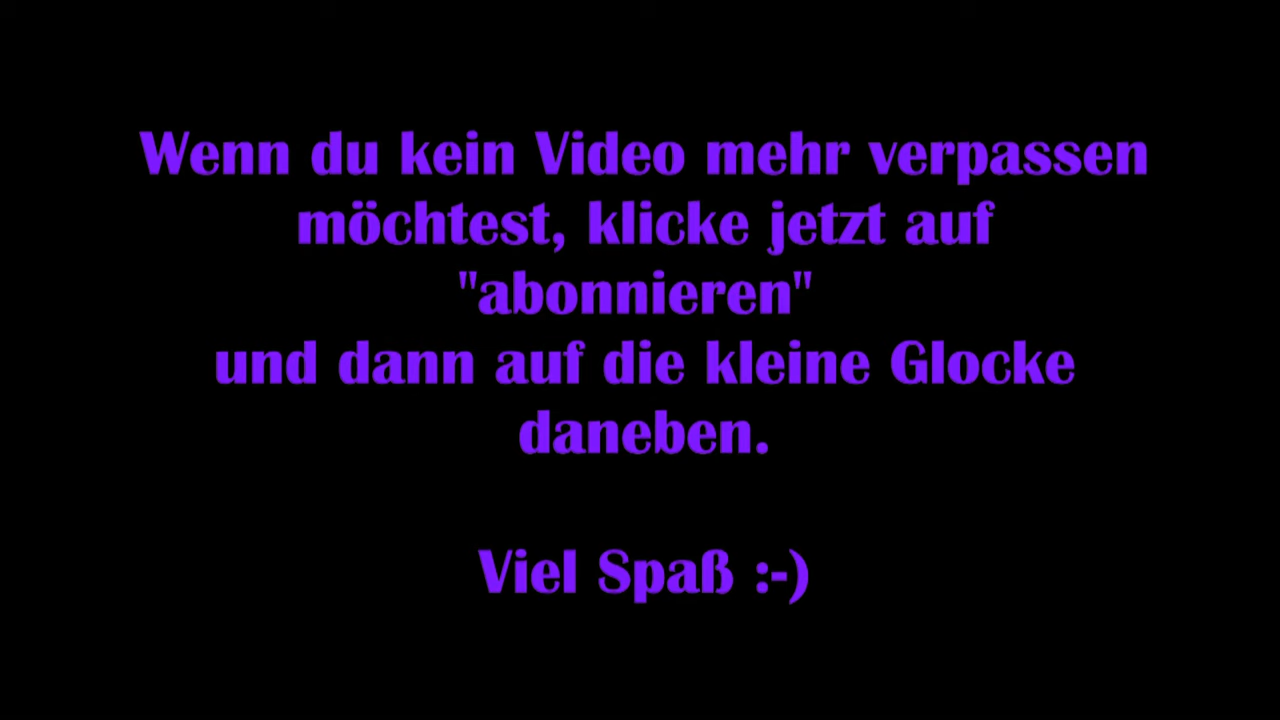 Wenn du kein Video mehr verpassen
möchtest, klicke jetzt auf
"abonnieren"
und dann auf die kleine Glocke
daneben.
Viel Spaß :-)